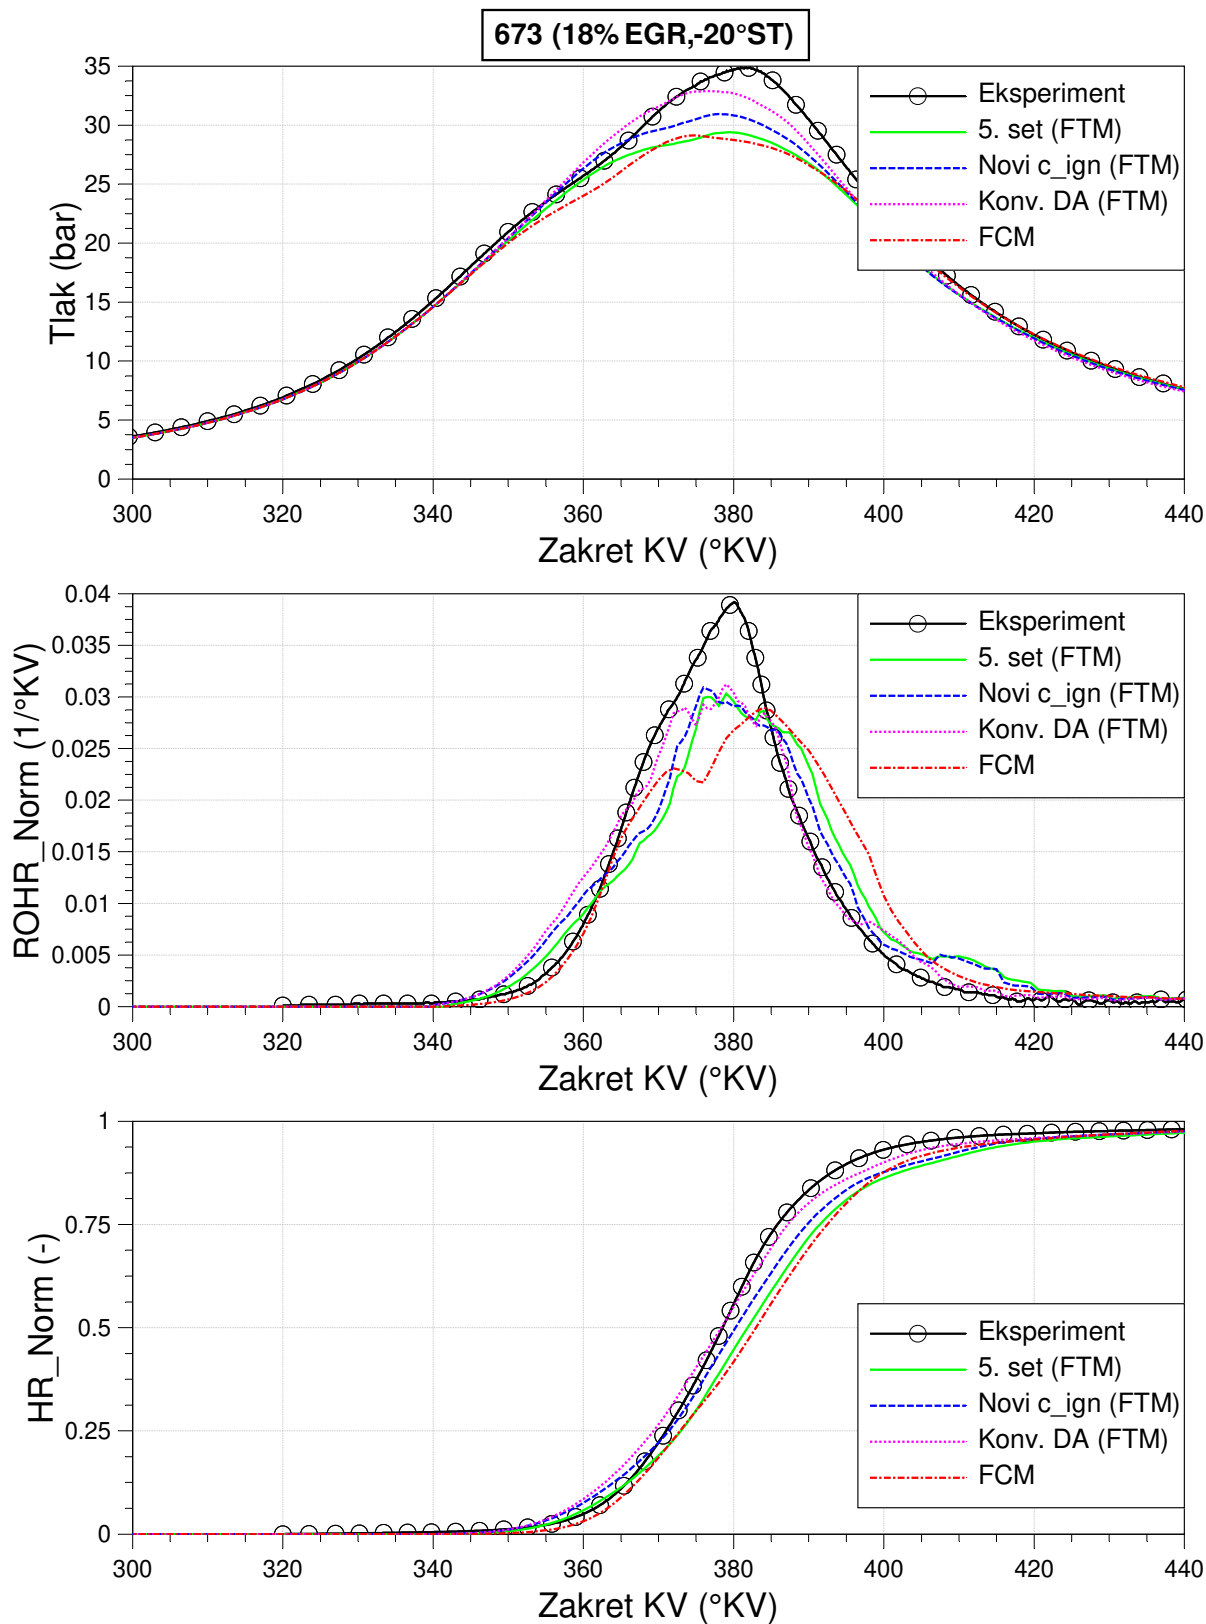 673 (18% EGR,-20°ST)
35
30
25
20
15
10
5
0
Tlak (bar)
Eksperiment
5. set (FTM)
Novi c_ign (FTM)
Konv. DA (FTM)
FCM
300 320 340 360 380 400 420 440
Zakret KV (°KV)
0.04
0.035
0.03
0.025
0.02
0.015
0.01
0.005
0
ROHR_Norm (1/°KV)
Eksperiment
5. set (FTM)
Novi c_ign (FTM)
Konv. DA (FTM)
FCM
300 320 340 360 380 400 420 440
Zakret KV (°KV)
1
0.75
0.5
0.25
0
HR_Norm (-)
Eksperiment
5. set (FTM)
Novi c_ign (FTM)
Konv. DA (FTM)
FCM
300 320 340 360 380 400 420 440
Zakret KV (°KV)